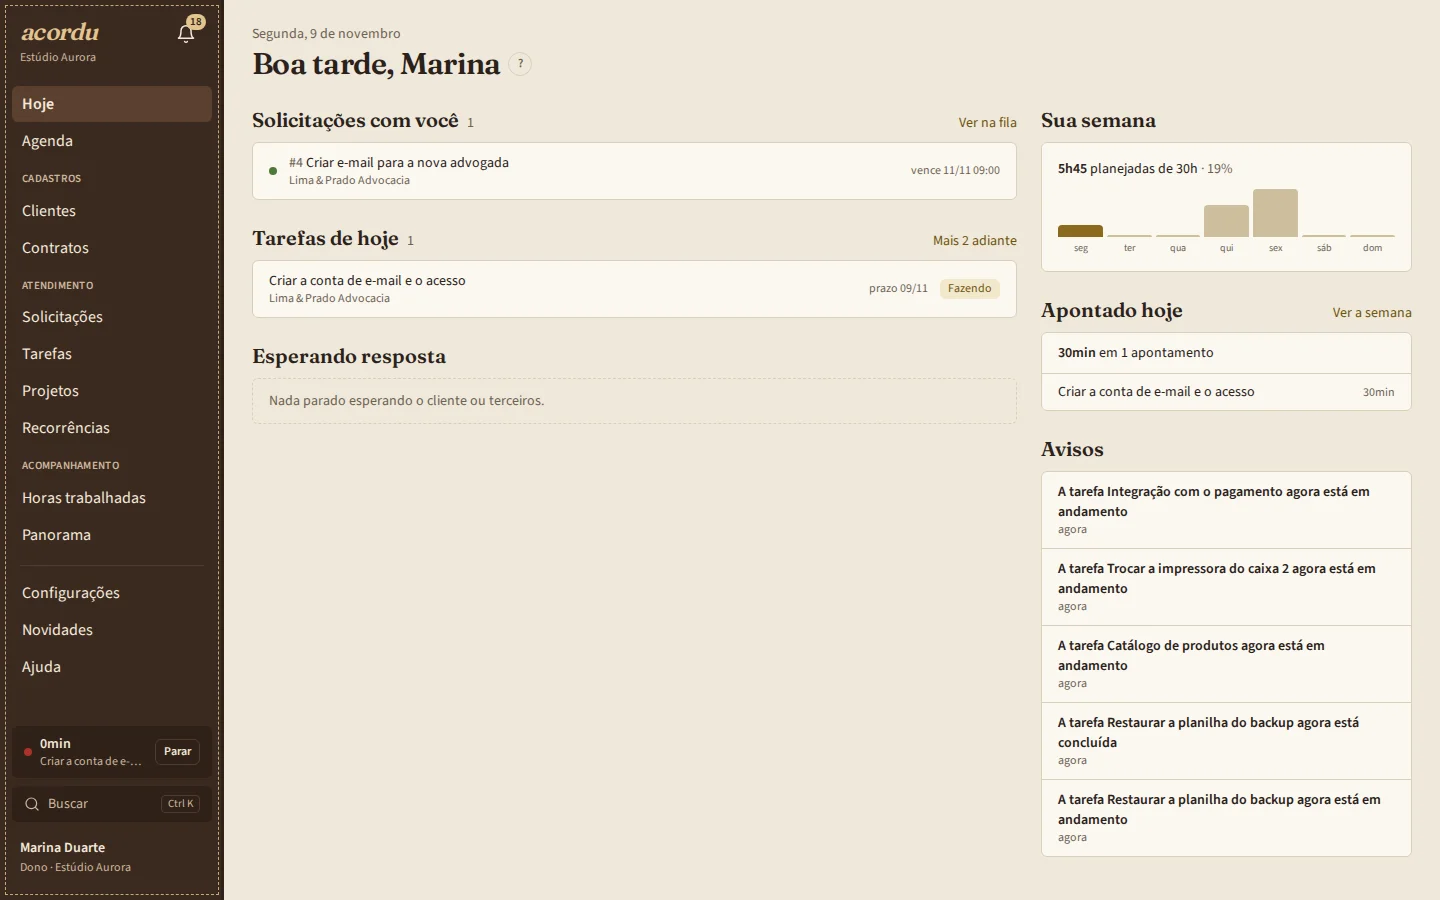 acordu
18
Estúdio Aurora
Hoje
Agenda
CADASTROS
Clientes
Contratos
ATENDIMENTO
Solicitações
Tarefas
Projetos
Recorrências
ACOMPANHAMENTO
Horas trabalhadas
Panorama
Configurações
Novidades
Ajuda
0min
Criar a conta de e-…
Parar
Buscar
Ctrl K
Marina Duarte
Dono · Estúdio Aurora
Segunda, 9 de novembro
Boa tarde, Marina ?
Solicitações com você 1
Ver na fila
#4 Criar e-mail para a nova advogada
Lima & Prado Advocacia
vence 11/11 09:00
Tarefas de hoje 1
Mais 2 adiante
Criar a conta de e-mail e o acesso
Lima & Prado Advocacia
prazo 09/11
Fazendo
Esperando resposta
Nada parado esperando o cliente ou terceiros.
Sua semana
5h45 planejadas de 30h · 19%
seg ter qua qui sex sáb dom
Apontado hoje
Ver a semana
30min em 1 apontamento
Criar a conta de e-mail e o acesso
30min
Avisos
A tarefa Integração com o pagamento agora está em
andamento
agora
A tarefa Trocar a impressora do caixa 2 agora está em
andamento
agora
A tarefa Catálogo de produtos agora está em
andamento
agora
A tarefa Restaurar a planilha do backup agora está
concluída
agora
A tarefa Restaurar a planilha do backup agora está em
andamento
agora